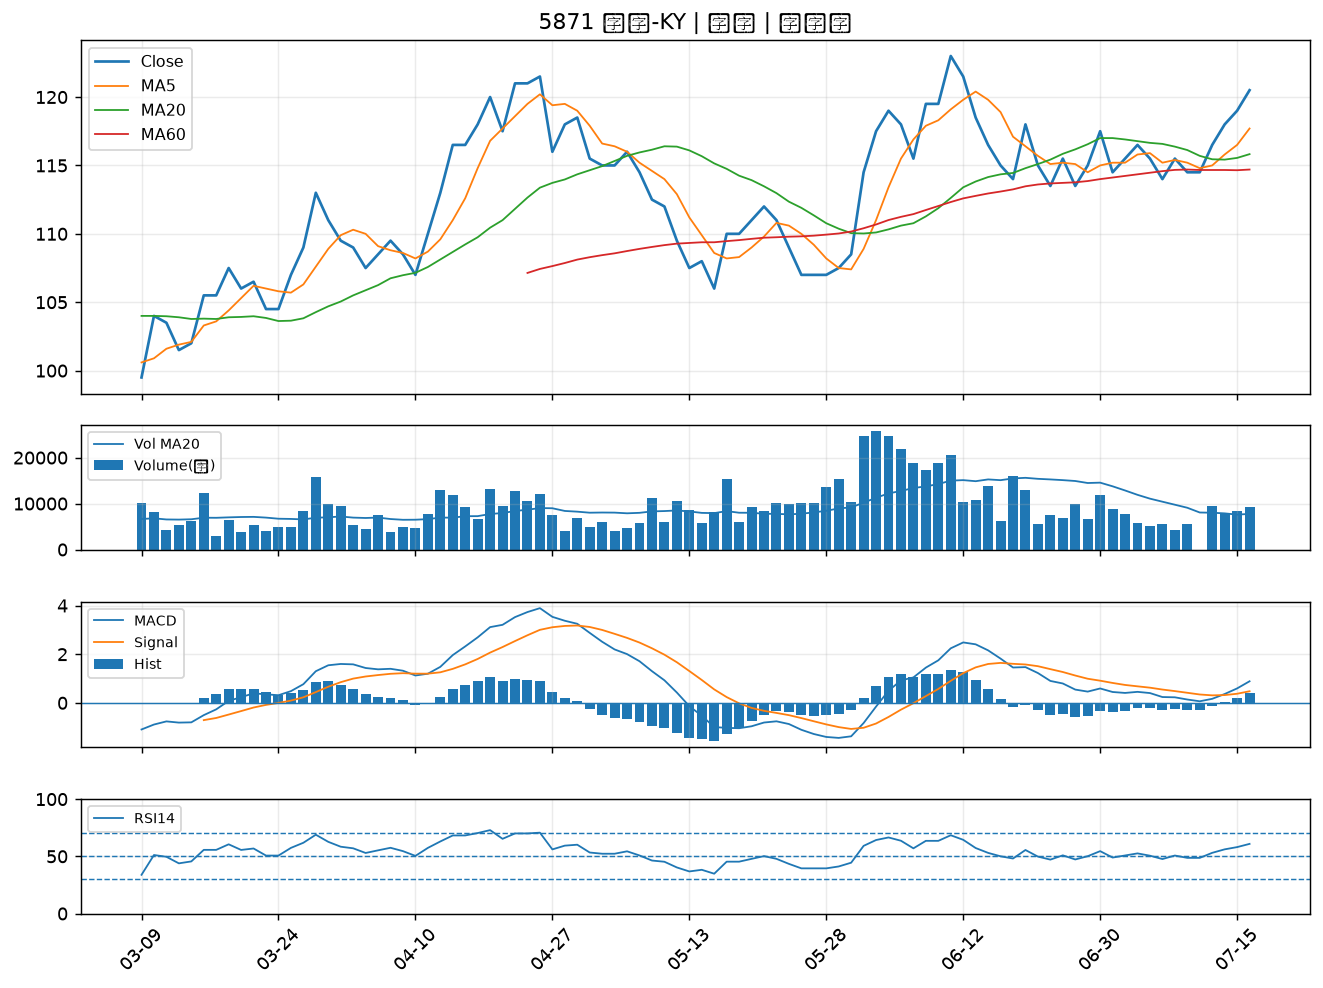 5871 -KY | |
Close
MA5
MA20
MA60
120
115
110
105
100
Vol MA20
Volume( )
20000
10000
0
MACD
Signal
Hist
4
2
0
RSI14
100
50
0
03-09 03-24 04-10 04-27 05-13 05-28 06-12 06-30 07-15